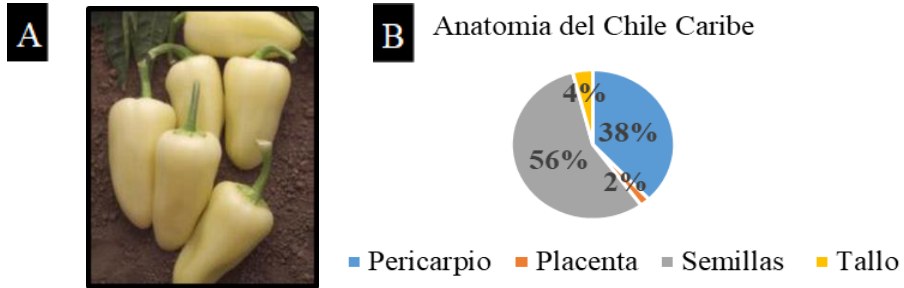 A
B
Anatomia del Chile Caribe
4%
38%
56%
2%
Pericarpio Placenta Semillas Tallo